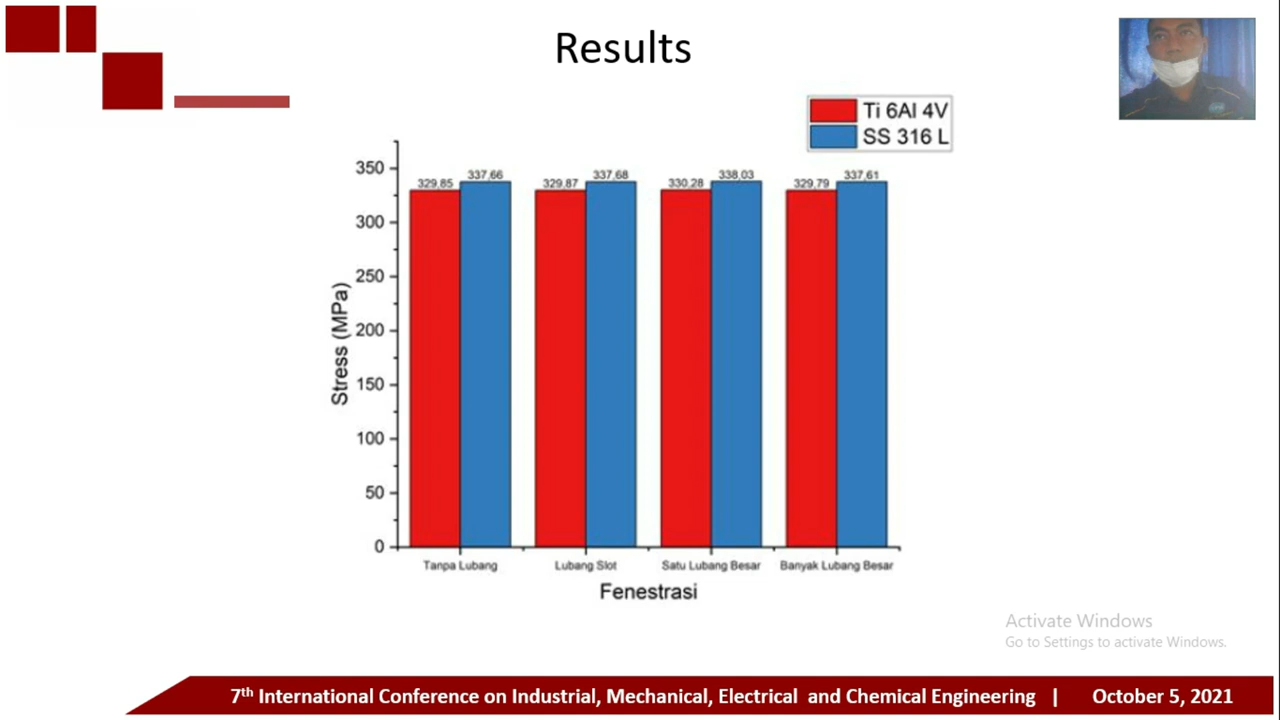 Results
Ti 6Al 4V
SS 316 L
350
300
250
200
150
100
50
0
Stress (MPa)
329,85 337,66 329,87 337,68 330,28 338,03 329,79 337,61
Tanpa Lubang Lubang Slot Satu Lubang Besar Banyak Lubang Besar
Fenestrasi
Activate Windows
Go to Settings to activate Windows.
7th International Conference on Industrial, Mechanical, Electrical and Chemical Engineering | October 5, 2021